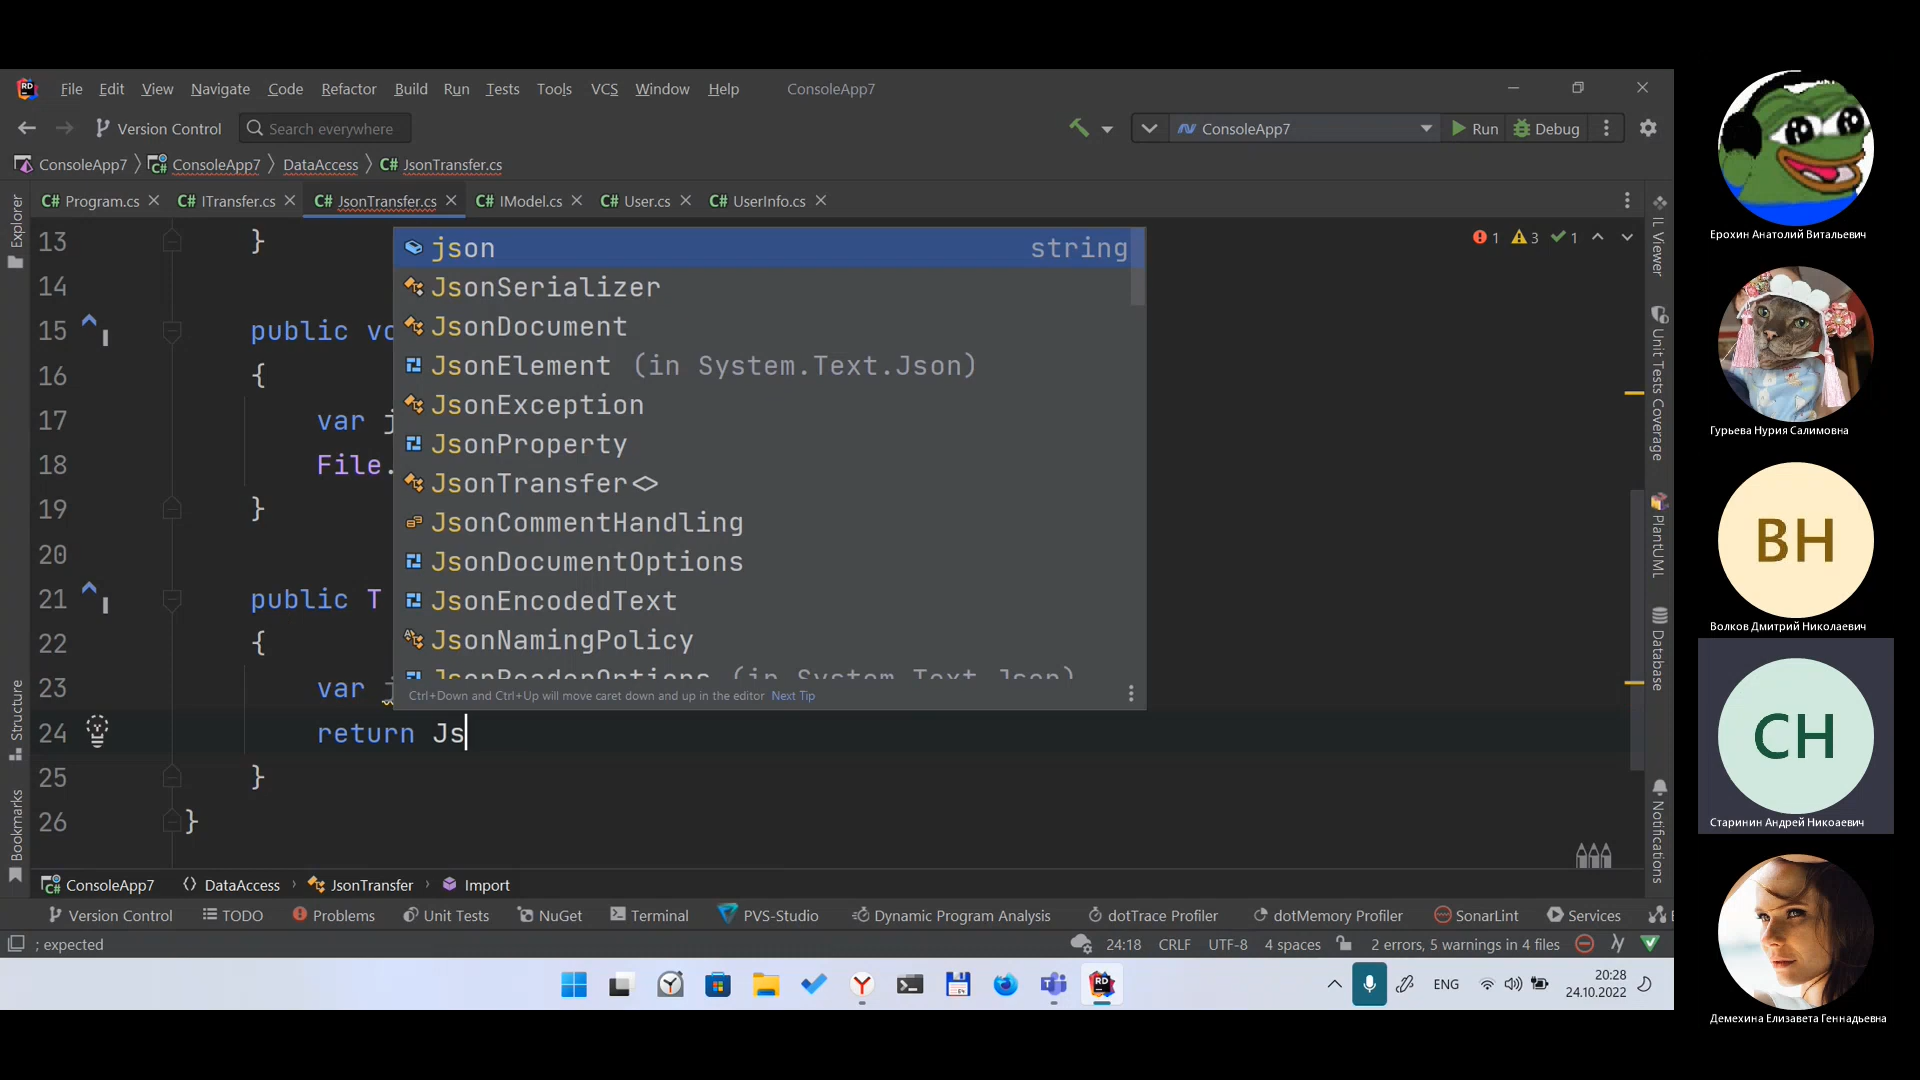 File Edit View Navigate Code Refactor Build Run Tests Tools VCS Window Help ConsoleApp7
Version Control Search everywhere ConsoleApp7 Run Debug
ConsoleApp7 ConsoleApp7 DataAccess C# JsonTransfer.cs
C# Program.cs C# ITransfer.cs C# JsonTransfer.cs C# IModel.cs C# User.cs C# UserInfo.cs
Explorer
Structure
Bookmarks
13 }
14
15 public vo
16 {
17 var j
18 File.
19 }
20
21 public T
22 {
23 var j
24 return Js
25 }
26 }
json string
JsonSerializer
JsonDocument
JsonElement (in System.Text.Json)
JsonException
JsonProperty
JsonTransfer<>
JsonCommentHandling
JsonDocumentOptions
JsonEncodedText
JsonNamingPolicy
JsonReaderOptions (in System.Text.Json)
Ctrl+Down and Ctrl+Up will move caret down and up in the editor Next Tip
1 3 1
IL Viewer
Unit Tests Coverage
PlantUML
Database
Notifications
ConsoleApp7 DataAccess JsonTransfer Import
Version Control TODO Problems Unit Tests NuGet Terminal PVS-Studio Dynamic Program Analysis dotTrace Profiler dotMemory Profiler SonarLint Services
; expected 24:18 CRLF UTF-8 4 spaces 2 errors, 5 warnings in 4 files
ENG 20:28
24.10.2022
Ерохин Анатолий Витальевич
Гурьева Нурия Салимовна
ВН
Волков Дмитрий Николаевич
СН
Старинин Андрей Никоаевич
Демехина Елизавета Геннадьевна